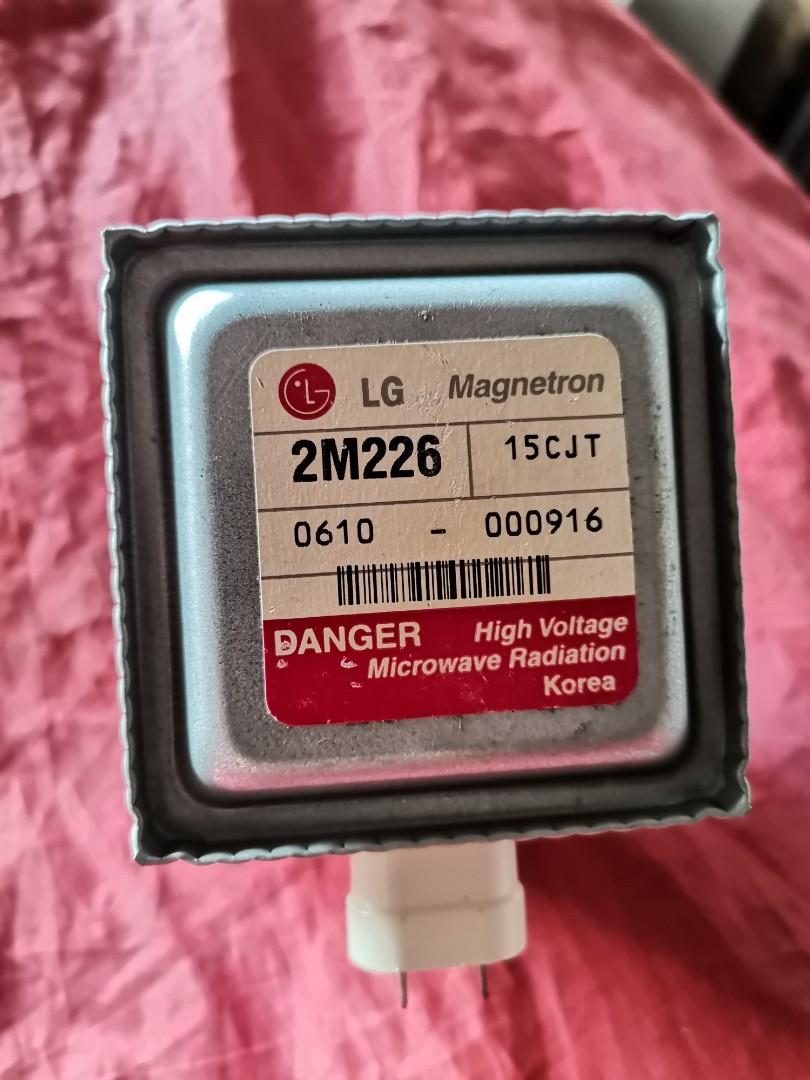 LG Magnetron
2M226 15CJT
0610 - 000916
DANGER High Voltage
Microwave Radiation
Korea